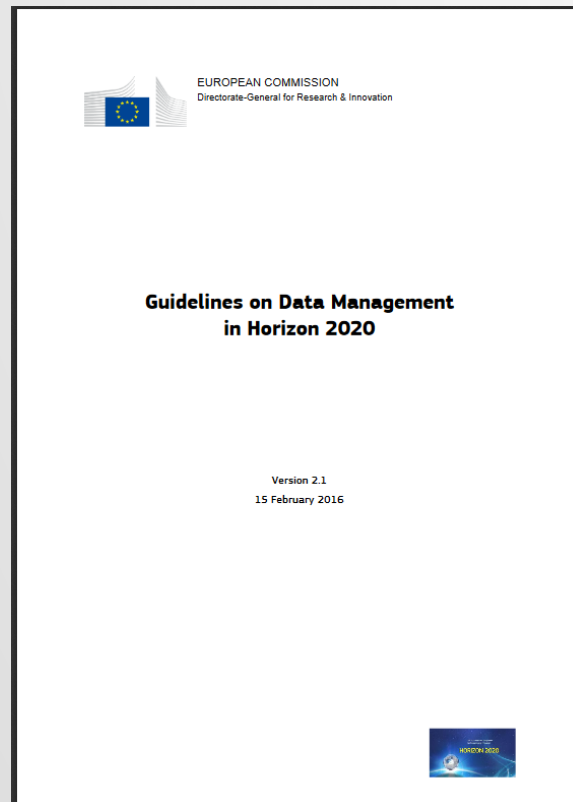 EUROPEAN COMMISSION
Directorate-General for Research & Innovation
Guidelines on Data Management
in Horizon 2020
Version 2.1
15 February 2016
HORIZON 2020